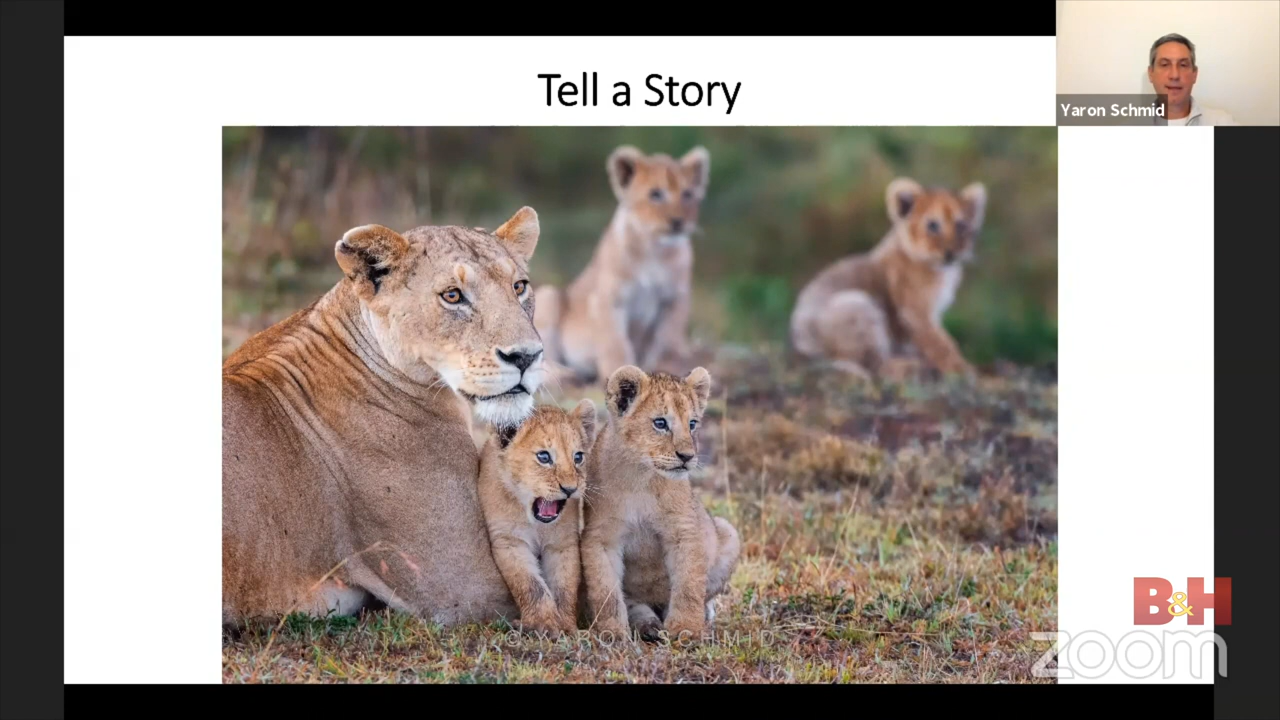 Tell a Story
Yaron Schmid
© YARON SCHMID
B&H
zoom